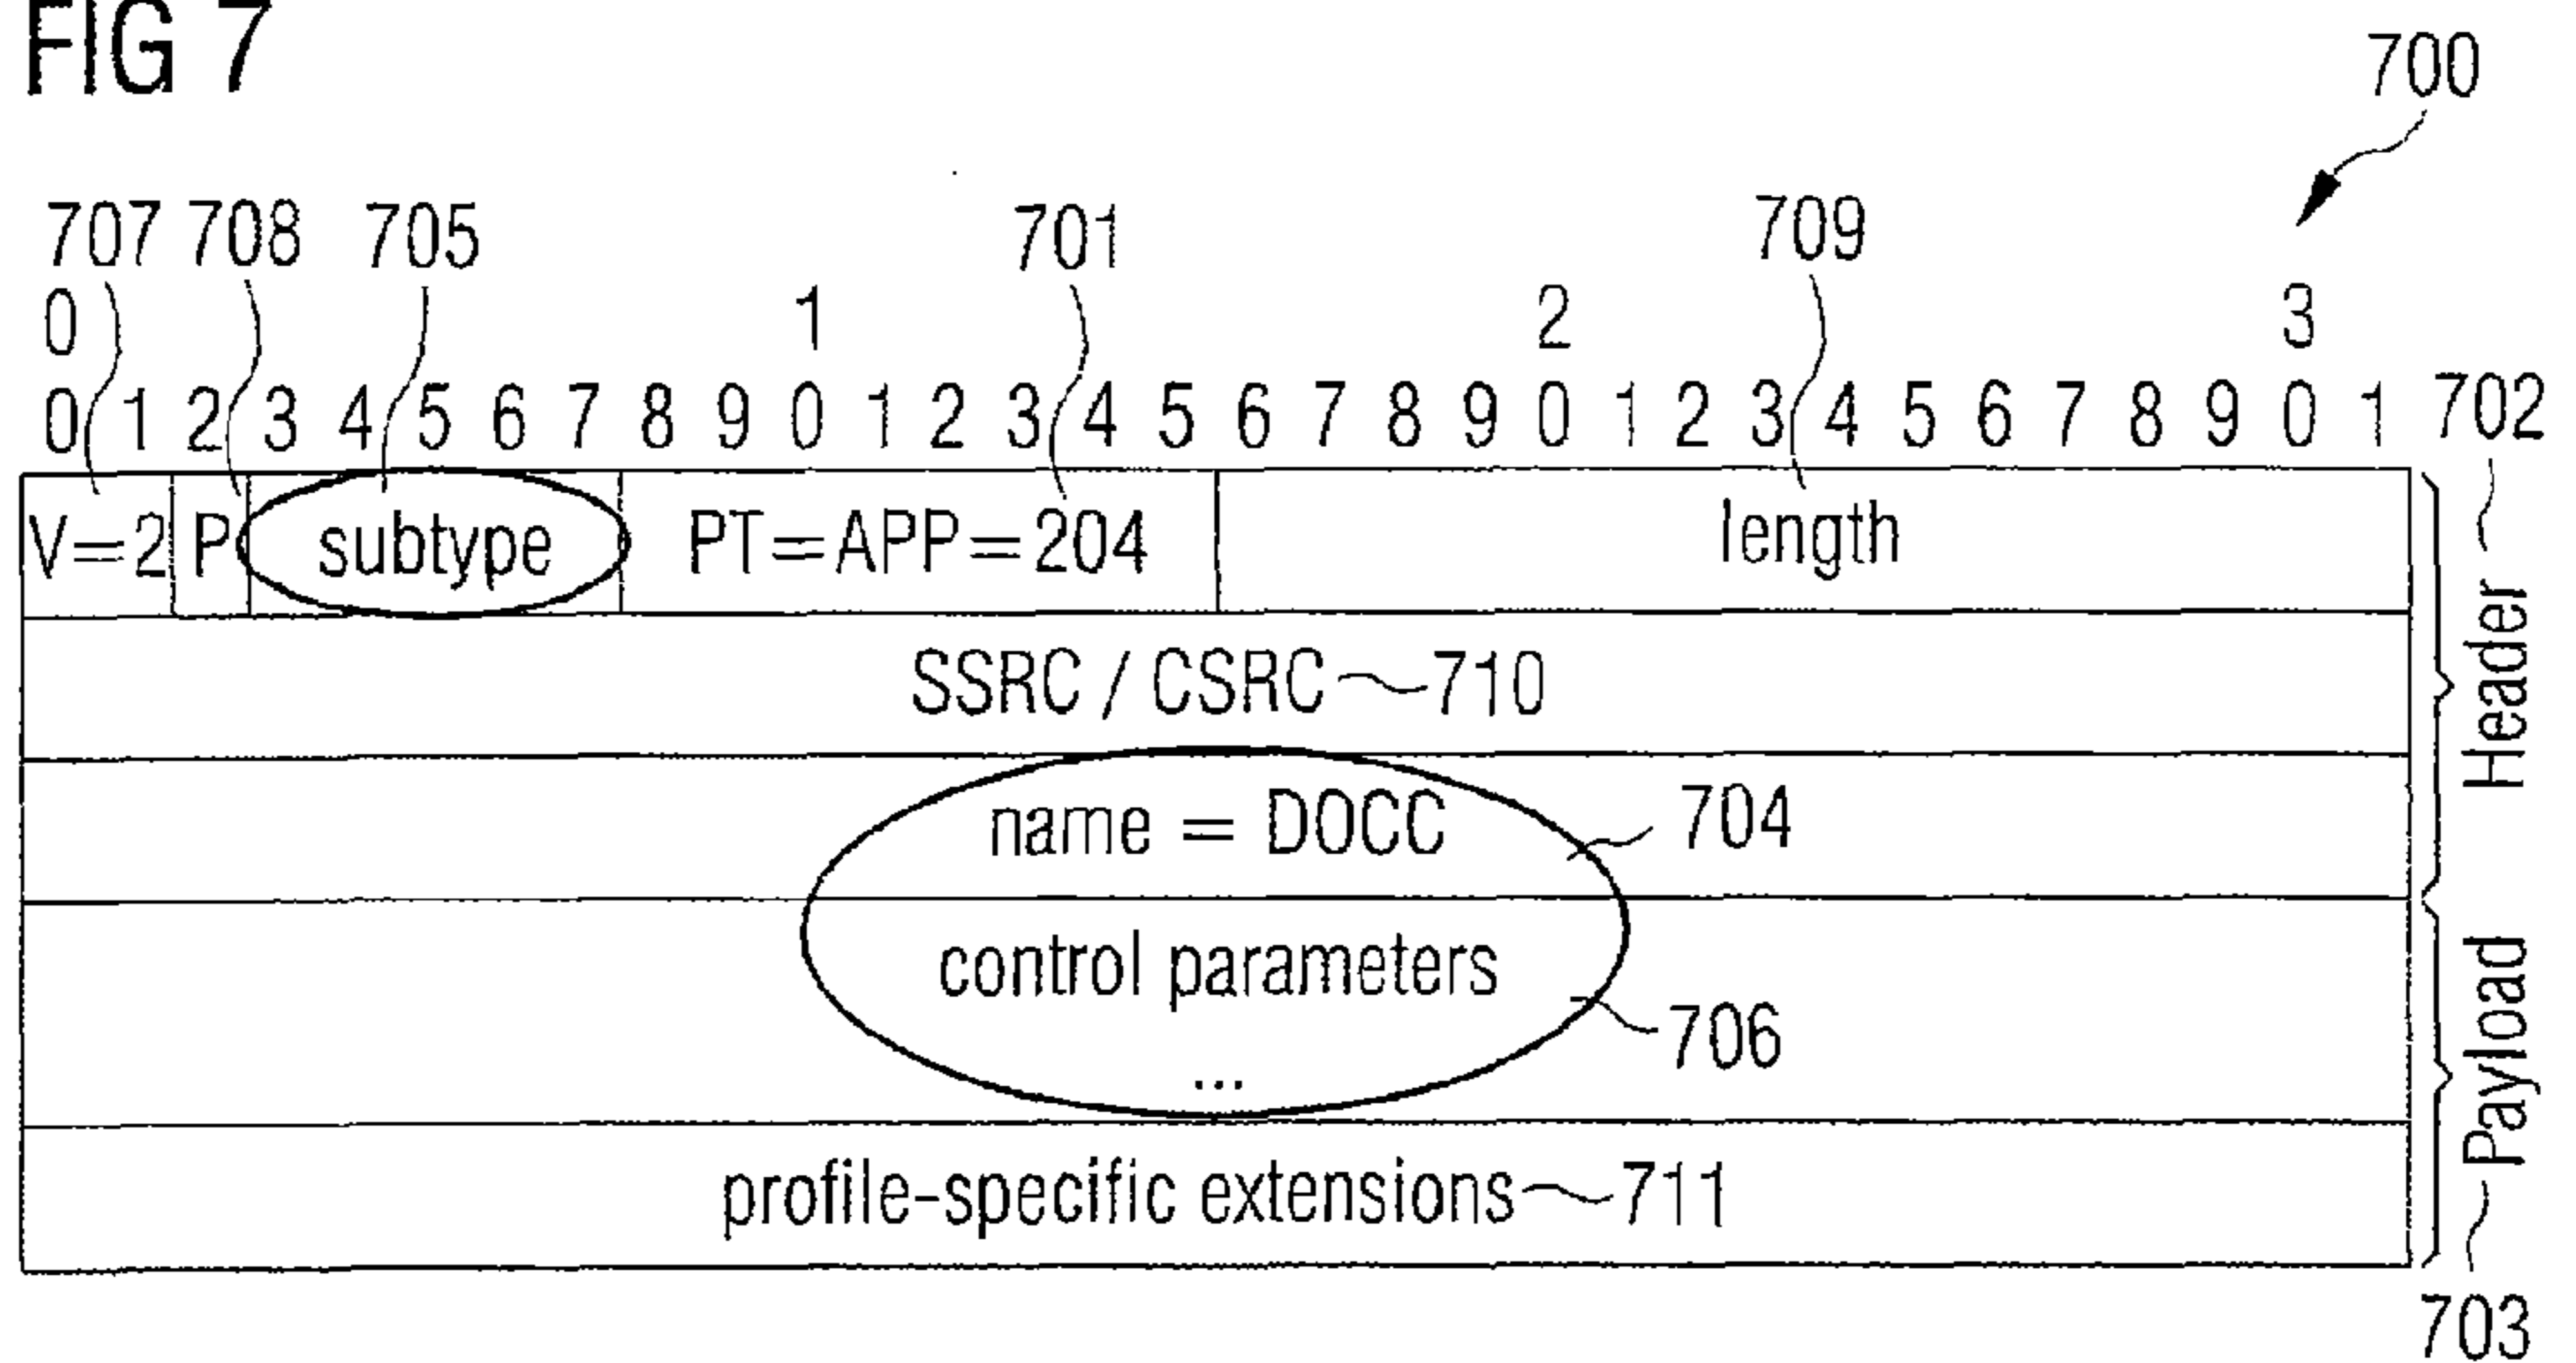 FIG 7
700
707 708 705 701 709
0 1 2 3
0 1 2 3 4 5 6 7 8 9 0 1 2 3 4 5 6 7 8 9 0 1 2 3 4 5 6 7 8 9 0 1 702
V=2 P subtype PT=APP=204 length
SSRC / CSRC 710
Header
name = DOCC 704
control parameters
706
...
Payload
profile-specific extensions 711
703